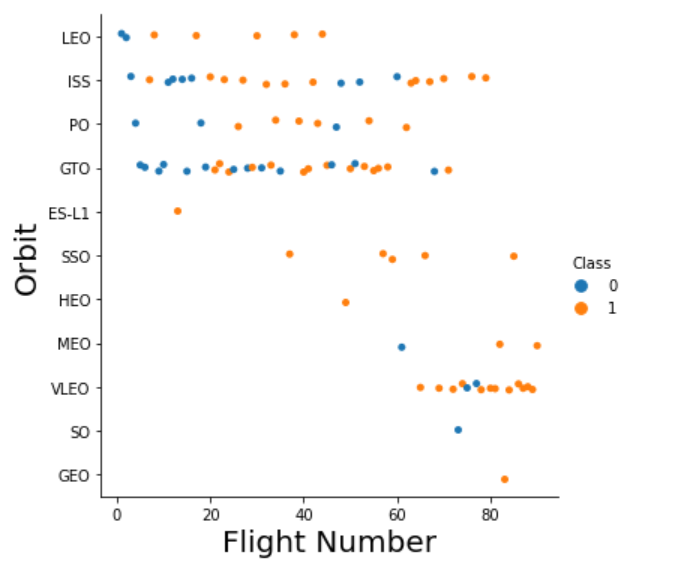 LEO
ISS
PO
GTO
ES-L1
SSO
HEO
MEO
VLEO
SO
GEO
Orbit
0 20 40 60 80
Flight Number
Class
0
1